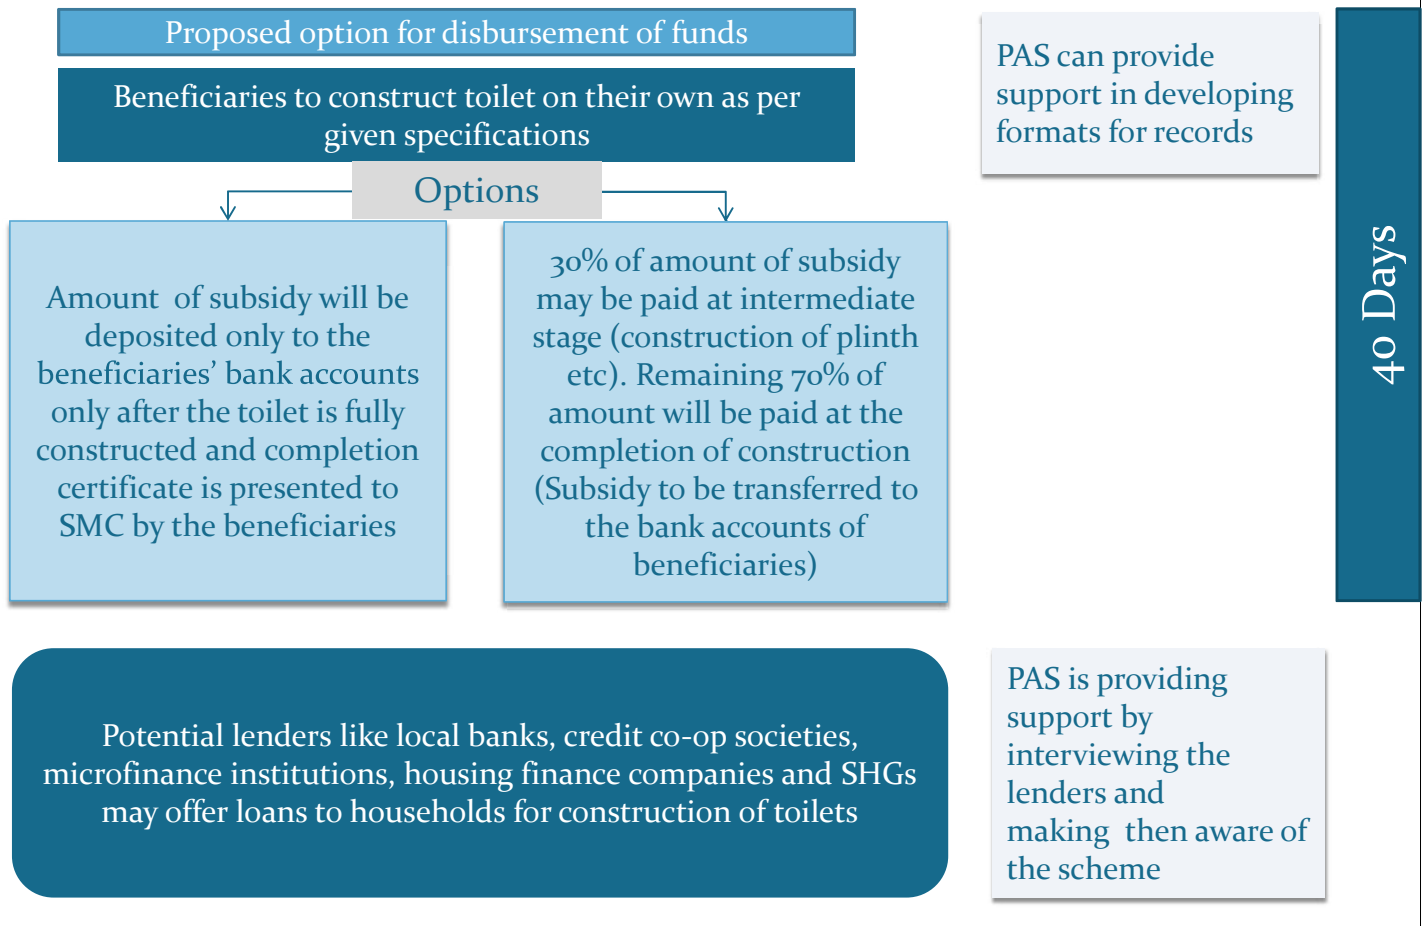 Proposed option for disbursement of funds
Beneficiaries to construct toilet on their own as per
given specifications
Options
Amount of subsidy will be
deposited only to the
beneficiaries’ bank accounts
only after the toilet is fully
constructed and completion
certificate is presented to
SMC by the beneficiaries
30% of amount of subsidy
may be paid at intermediate
stage (construction of plinth
etc). Remaining 70% of
amount will be paid at the
completion of construction
(Subsidy to be transferred to
the bank accounts of
beneficiaries)
PAS can provide
support in developing
formats for records
40 Days
Potential lenders like local banks, credit co-op societies,
microfinance institutions, housing finance companies and SHGs
may offer loans to households for construction of toilets
PAS is providing
support by
interviewing the
lenders and
making then aware of
the scheme